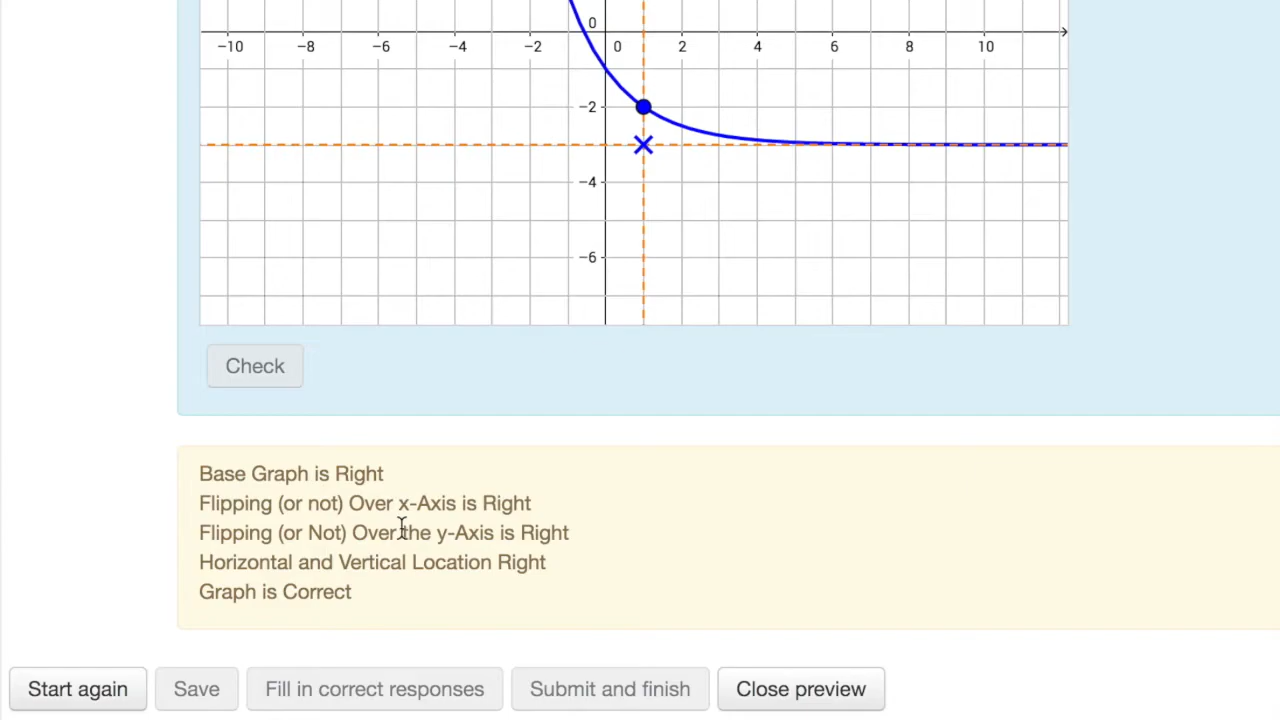 0
−10 −8 −6 −4 −2 0 2 4 6 8 10
−2
−4
−6
Check
Base Graph is Right
Flipping (or not) Over x-Axis is Right
Flipping (or Not) Over the y-Axis is Right
Horizontal and Vertical Location Right
Graph is Correct
Start again Save Fill in correct responses Submit and finish Close preview